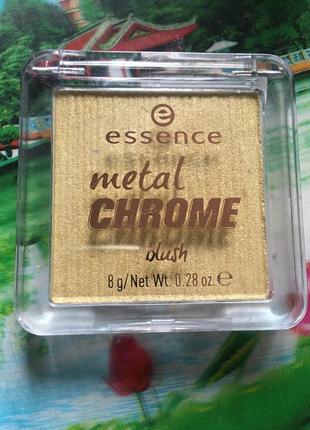 essence
metal
CHROME
blush
8 g/Net Wt. 0.28 oz. ℮